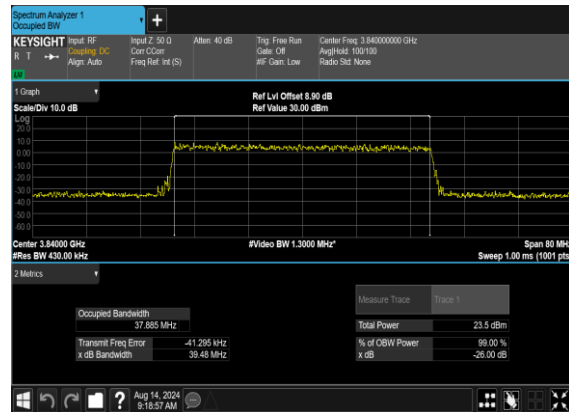 Spectrum Analyzer 1
Occupied BW
+
KEYSIGHT Input: RF Input Z: 50 Ω Atten: 40 dB Trig: Free Run Center Freq: 3.840000000 GHz
R T Coupling: DC Corr CCorr Gate: Off Avg|Hold: 100/100
Align: Auto Freq Ref: Int (S) #IF Gain: Low Radio Std: None
LXI
1 Graph
Ref Lvl Offset 8.90 dB
Scale/Div 10.0 dB Ref Value 30.00 dBm
Log
20.0
10.0
0.00
-10.0
-20.0
-30.0
-40.0
-50.0
-60.0
Center 3.84000 GHz #Video BW 1.3000 MHz* Span 80 MHz
#Res BW 430.00 kHz Sweep 1.00 ms (1001 pts
2 Metrics
Measure Trace Trace 1
Occupied Bandwidth
37.885 MHz Total Power 23.5 dBm
Transmit Freq Error -41.295 kHz % of OBW Power 99.00 %
x dB Bandwidth 39.48 MHz x dB -26.00 dB
? Aug 14, 2024
9:18:57 AM